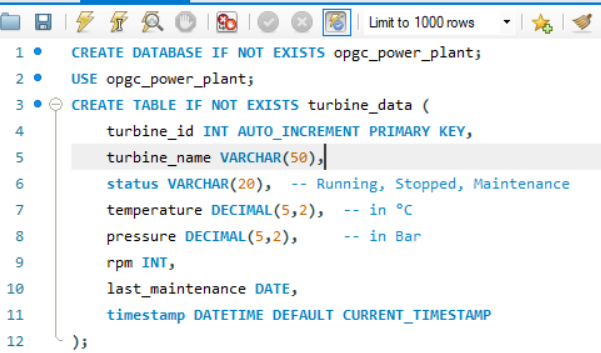 Limit to 1000 rows
1 CREATE DATABASE IF NOT EXISTS opgc_power_plant;
2 USE opgc_power_plant;
3 CREATE TABLE IF NOT EXISTS turbine_data (
4 turbine_id INT AUTO_INCREMENT PRIMARY KEY,
5 turbine_name VARCHAR(50),
6 status VARCHAR(20), -- Running, Stopped, Maintenance
7 temperature DECIMAL(5,2), -- in °C
8 pressure DECIMAL(5,2), -- in Bar
9 rpm INT,
10 last_maintenance DATE,
11 timestamp DATETIME DEFAULT CURRENT_TIMESTAMP
12 );